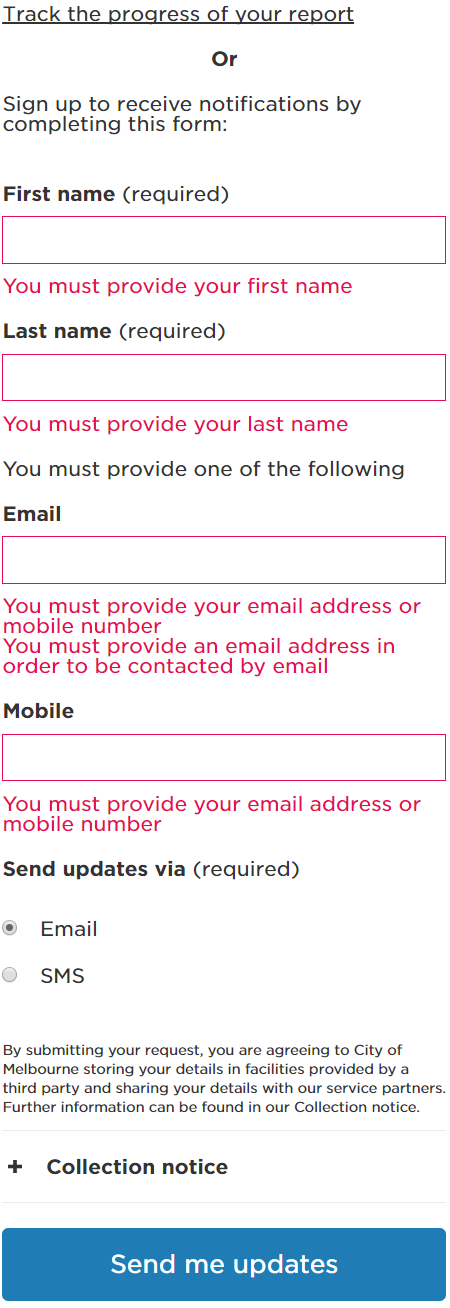 Track the progress of your report
Or
Sign up to receive notifications by
completing this form:
First name (required)
You must provide your first name
Last name (required)
You must provide your last name
You must provide one of the following
Email
You must provide your email address or
mobile number
You must provide an email address in
order to be contacted by email
Mobile
You must provide your email address or
mobile number
Send updates via (required)
Email
SMS
By submitting your request, you are agreeing to City of
Melbourne storing your details in facilities provided by a
third party and sharing your details with our service partners.
Further information can be found in our Collection notice.
+ Collection notice
Send me updates